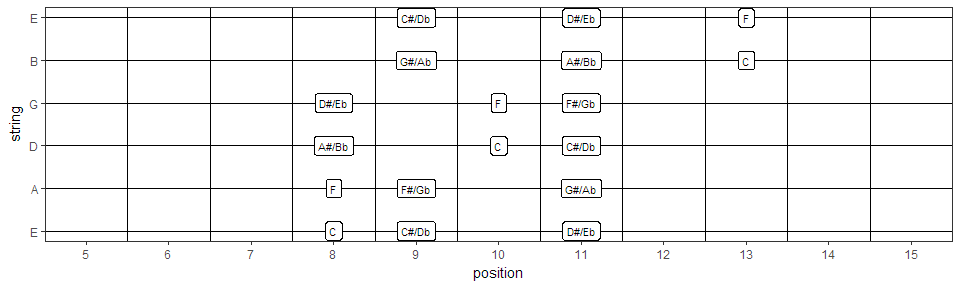 E C#/Db D#/Eb F
B G#/Ab A#/Bb C
G D#/Eb F F#/Gb
D A#/Bb C C#/Db
A F F#/Gb G#/Ab
E C C#/Db D#/Eb
string
5 6 7 8 9 10 11 12 13 14 15
position